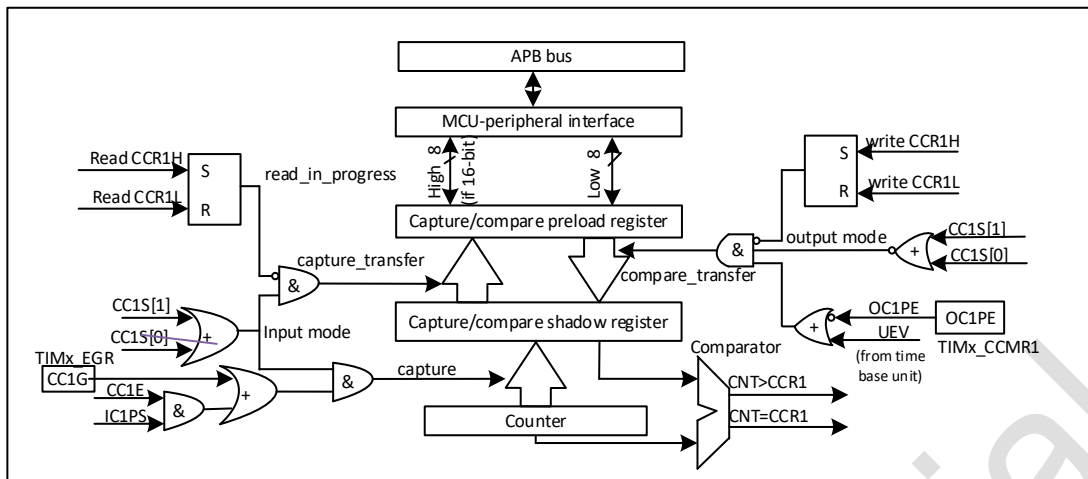 APB bus
MCU-peripheral interface
Read CCR1H
S
read_in_progress
High 8
(if 16-bit)
Low 8
S
write CCR1H
Read CCR1L
R
R
write CCR1L
Capture/compare preload register
CC1S[1]
&
output mode
+
CC1S[0]
capture_transfer
compare_transfer
&
CC1S[1]
Input mode
Capture/compare shadow register
OC1PE
OC1PE
CC1S[0]
+
+
UEV
TIMx_CCMR1
TIMx_EGR
Comparator
(from time
base unit)
CC1G
&
capture
CNT>CCR1
CC1E
+
&
IC1PS
Counter
CNT=CCR1